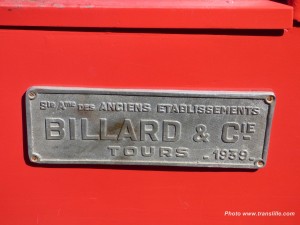 Sté Ame des ANCIENS ETABLISSEMENTS
BILLARD & CIE
TOURS - 1939 -
Photo www.translife.com